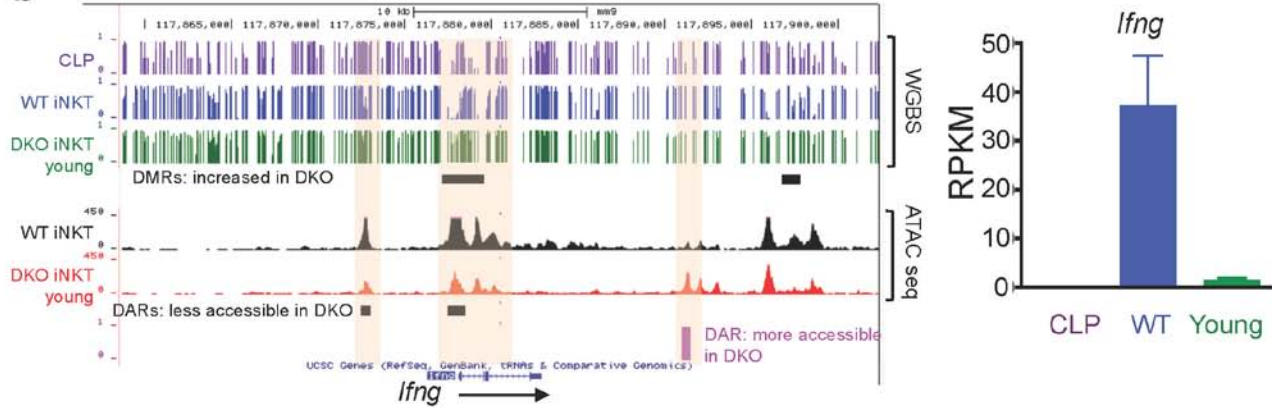 10 kb mm9
117,865,000 117,870,000 117,875,000 117,880,000 117,885,000 117,890,000 117,895,000 117,900,000
1
CLP
0
1
WT iNKT
0
1
DKO iNKT
young
0
WGBS
DMRs: increased in DKO
450
WT iNKT
0
450
DKO iNKT
young
0
ATAC seq
DARs: less accessible in DKO
1
0
DAR: more accessible
in DKO
UCSC Genes (RefSeq, GenBank, tRNAs & Comparative Genomics)
Lfng
Lfng
Lfng
RPKM
50
40
30
20
10
0
CLP WT Young